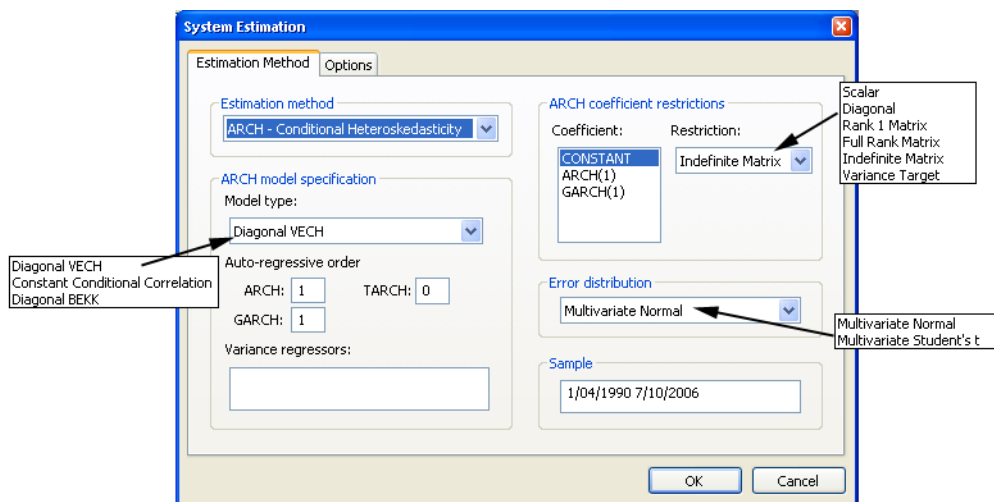 System Estimation
Estimation Method
Options
Estimation method
ARCH - Conditional Heteroskedasticity
ARCH model specification
Model type:
Diagonal VECH
Diagonal VECH
Constant Conditional Correlation
Diagonal BEKK
Auto-regressive order
ARCH: 1
TARCH: 0
GARCH: 1
Variance regressors:
ARCH coefficient restrictions
Coefficient:
Restriction:
CONSTANT
ARCH(1)
GARCH(1)
Indefinite Matrix
Scalar
Diagonal
Rank 1 Matrix
Full Rank Matrix
Indefinite Matrix
Variance Target
Error distribution
Multivariate Normal
Multivariate Normal
Multivariate Student's t
Sample
1/04/1990 7/10/2006
OK
Cancel